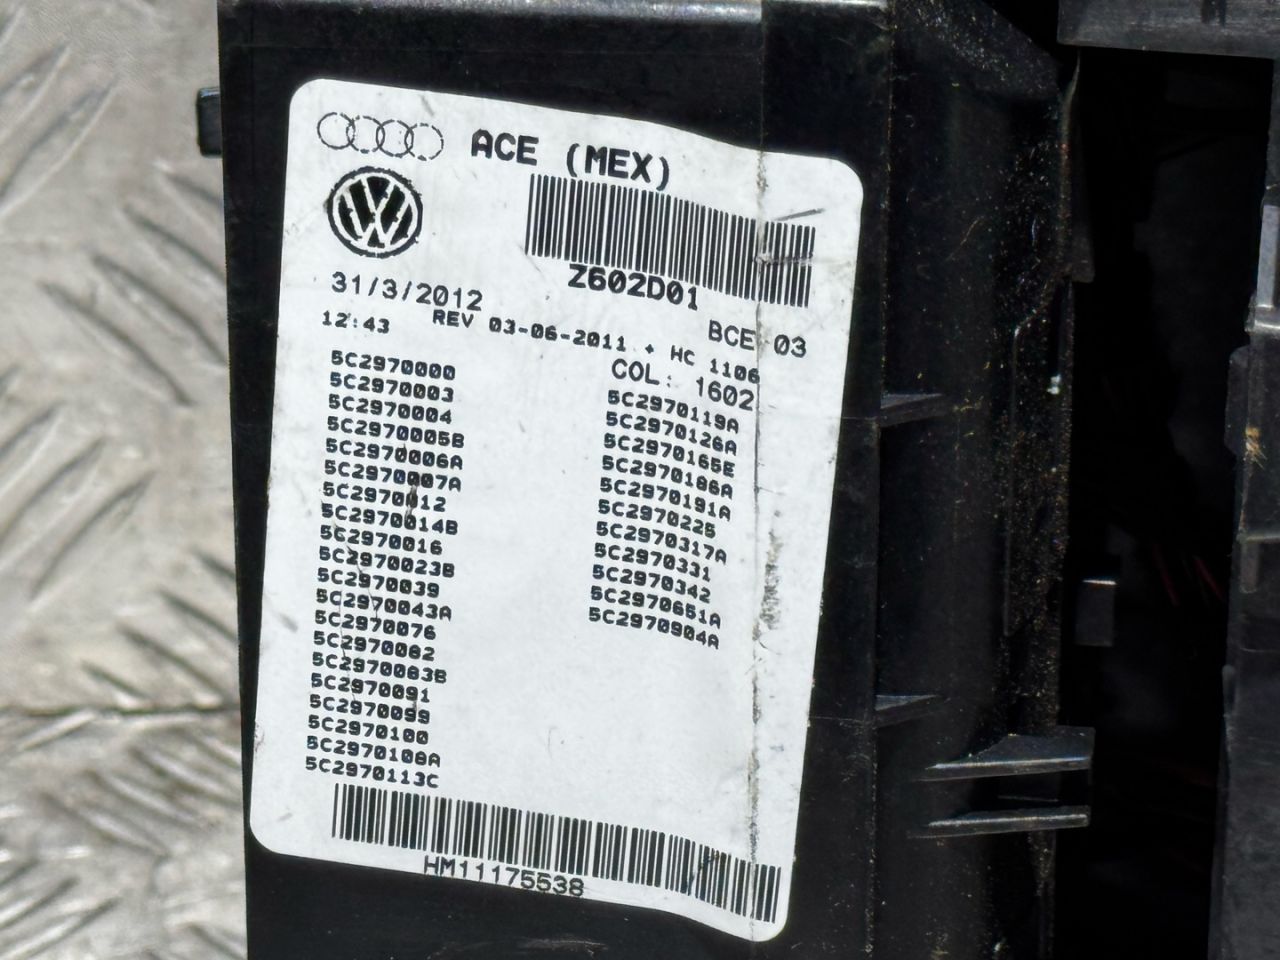 ACE (MEX)
Z602D01
31/3/2012
BCE 03
12:43
REV 03-06-2011 + HC 1106
COL: 1602
5C2970000
5C2970003
5C2970004
5C2970005B
5C2970006A
5C2970007A
5C2970012
5C2970014B
5C2970016
5C2970023B
5C2970039
5C2970043A
5C2970076
5C2970082
5C2970083B
5C2970091
5C2970099
5C2970100
5C2970108A
5C2970113C
5C2970119A
5C2970126A
5C2970165E
5C2970186A
5C2970191A
5C2970225
5C2970317A
5C2970331
5C2970342
5C2970651A
5C2970904A
HM11175538